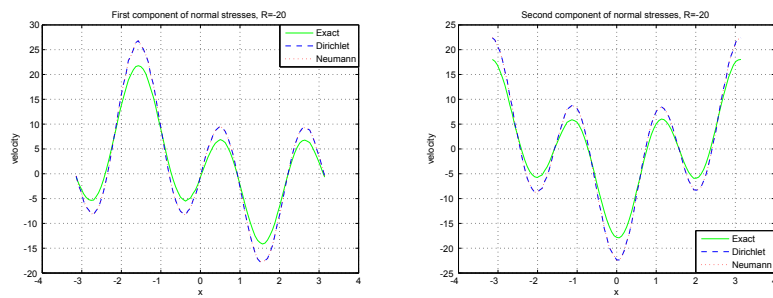 First component of normal stresses, R=-20
30
25
20
15
10
5
0
-5
-10
-15
-20
velocity
-4 -3 -2 -1 0 1 2 3 4
x
Exact
Dirichlet
Neumann
Second component of normal stresses, R=-20
25
20
15
10
5
0
-5
-10
-15
-20
-25
velocity
-4 -3 -2 -1 0 1 2 3 4
x
Exact
Dirichlet
Neumann